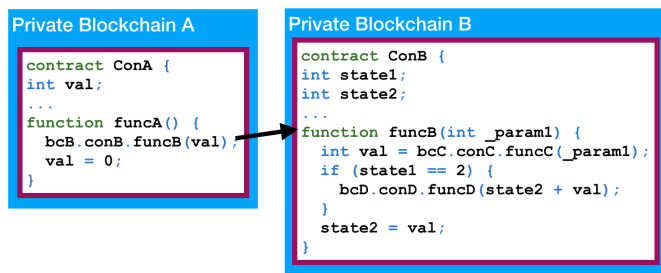 Private Blockchain A
contract ConA {
int val;
...
function funcA() {
bcB.conB.funcB(val);
val = 0;
}
Private Blockchain B
contract ConB {
int state1;
int state2;
...
function funcB(int _param1) {
int val = bcC.conC.funcC(_param1);
if (state1 == 2) {
bcD.conD.funcD(state2 + val);
}
state2 = val;
}